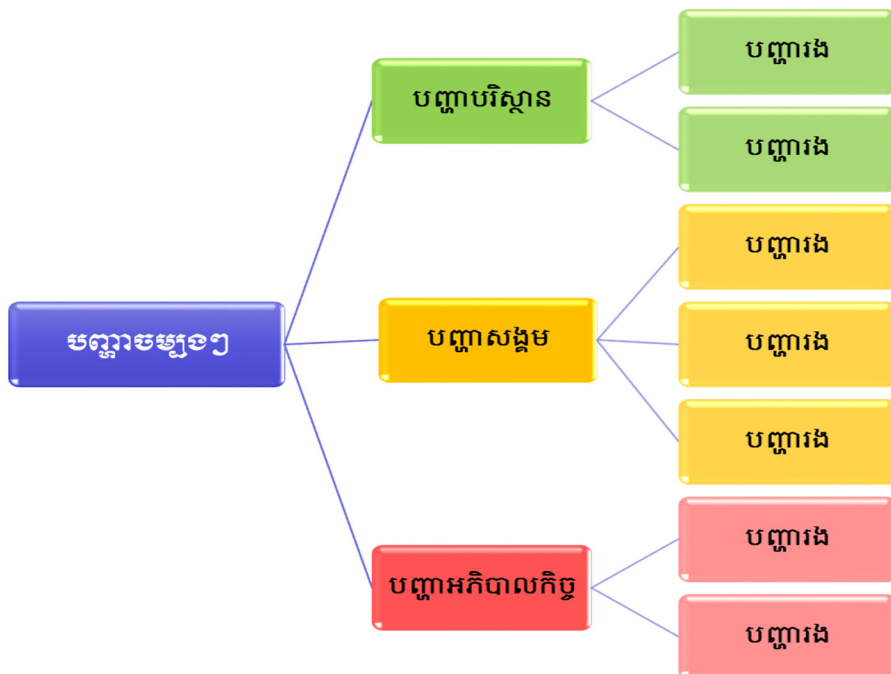 បញ្ហាចម្បងៗ
បញ្ហាបរិស្ថាន
បញ្ហារង
បញ្ហារង
បញ្ហាសង្គម
បញ្ហារង
បញ្ហារង
បញ្ហារង
បញ្ហាអភិបាលកិច្ច
បញ្ហារង
បញ្ហារង